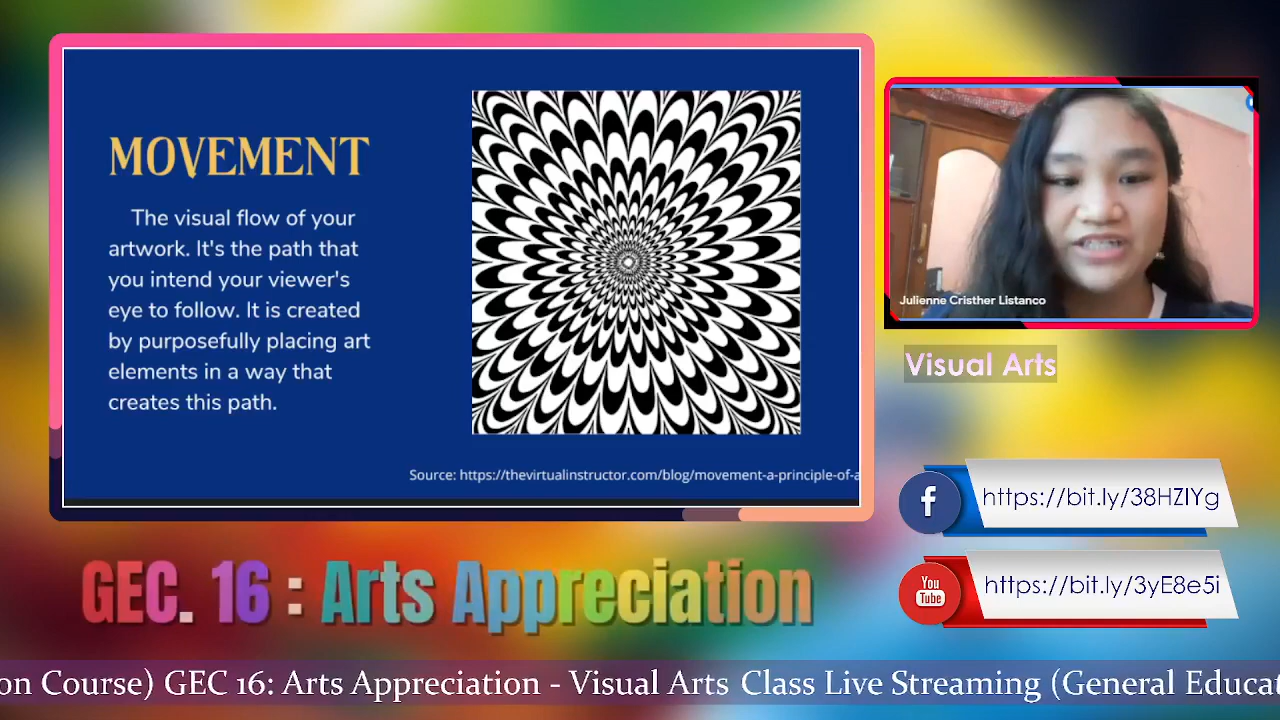 MOVEMENT
The visual flow of your
artwork. It's the path that
you intend your viewer's
eye to follow. It is created
by purposefully placing art
elements in a way that
creates this path.
Source: https://thevirtualinstructor.com/blog/movement-a-principle-of-a
Julienne Cristher Listanco
Visual Arts
https://bit.ly/38HZIYg
You
Tube
https://bit.ly/3yE8e5i
GEC. 16 : Arts Appreciation
on Course) GEC 16: Arts Appreciation - Visual Arts Class Live Streaming (General Educat